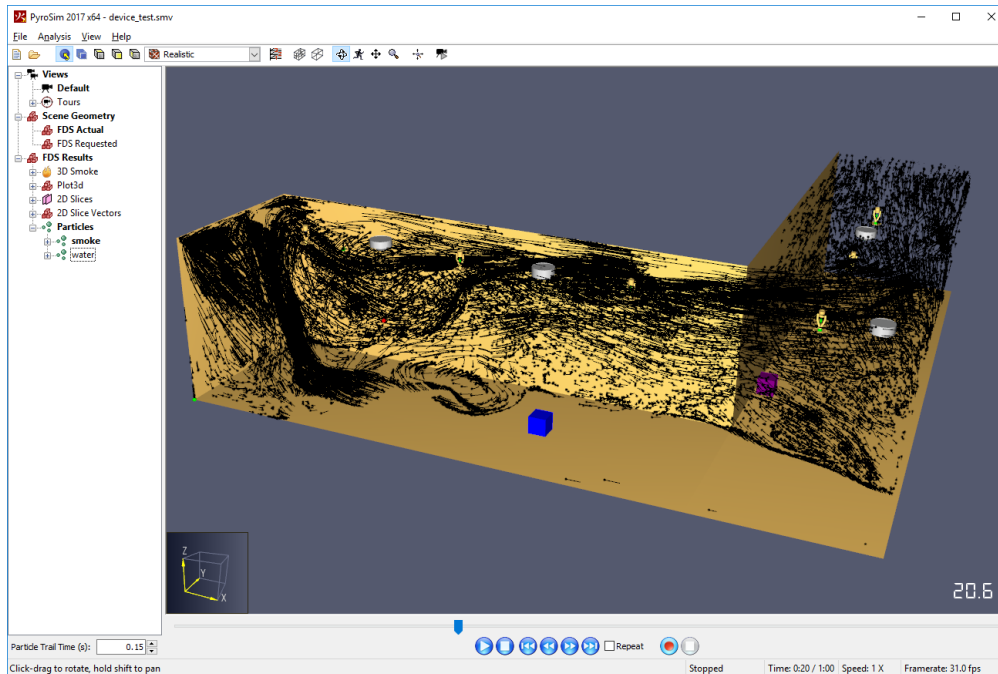 PyroSim 2017 x64 - device_test.smv
File Analysis View Help
Realistic
Views
Default
Tours
Scene Geometry
FDS Actual
FDS Requested
FDS Results
3D Smoke
Plot3d
2D Slices
2D Slice Vectors
Particles
smoke
water
Z
Y
X
20.6
Particle Trail Time (s): 0.15
Repeat
Click-drag to rotate, hold shift to pan
Stopped
Time: 0:20 / 1:00
Speed: 1 X
Framerate: 31.0 fps